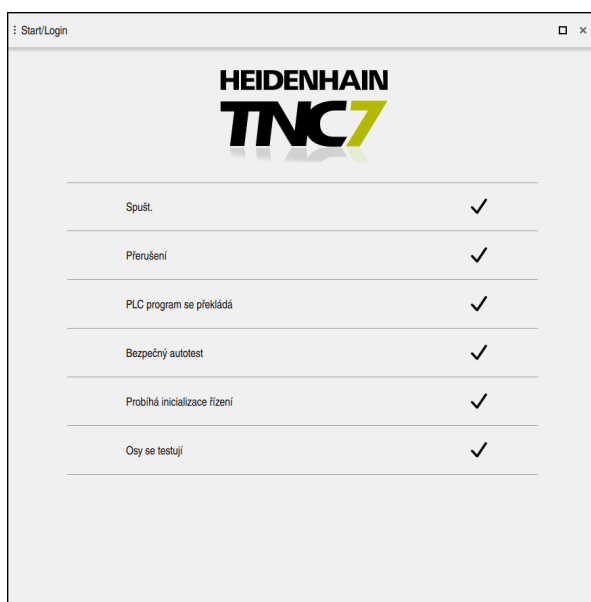 Start/Login
HEIDENHAIN
TNC7
Spušt.
Přerušení
PLC program se překládá
Bezpečný autotest
Probíhá inicializace řízení
Osy se testují